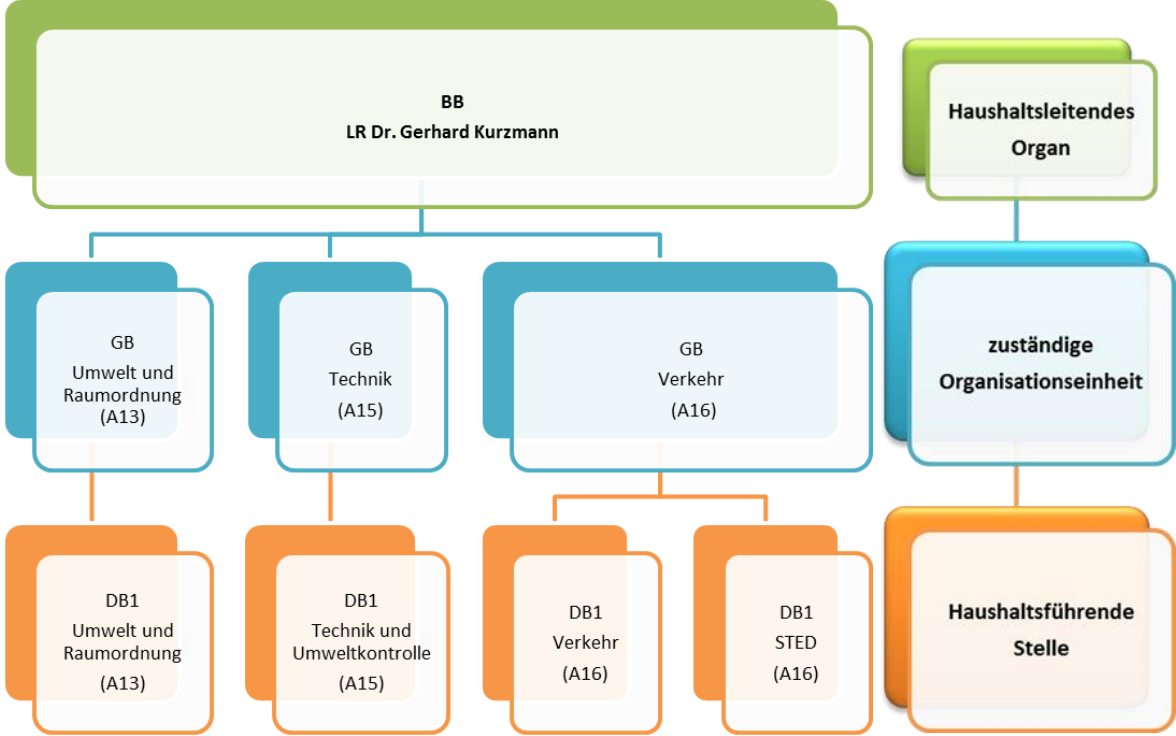 BB
LR Dr. Gerhard Kurzmann
Haushaltsleitendes
Organ
GB
Umwelt und
Raumordnung
(A13)
GB
Technik
(A15)
GB
Verkehr
(A16)
zuständige
Organisationseinheit
DB1
Umwelt und
Raumordnung
(A13)
DB1
Technik und
Umweltkontrolle
(A15)
DB1
Verkehr
(A16)
DB1
STED
(A16)
Haushaltsführende
Stelle